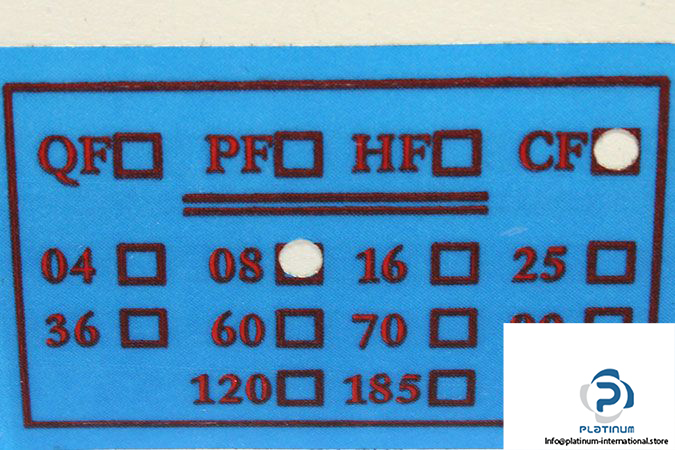 QF PF HF CF
04 08 16 25
36 60 70
120 185
PLATINUM
Info@platinum-international.store